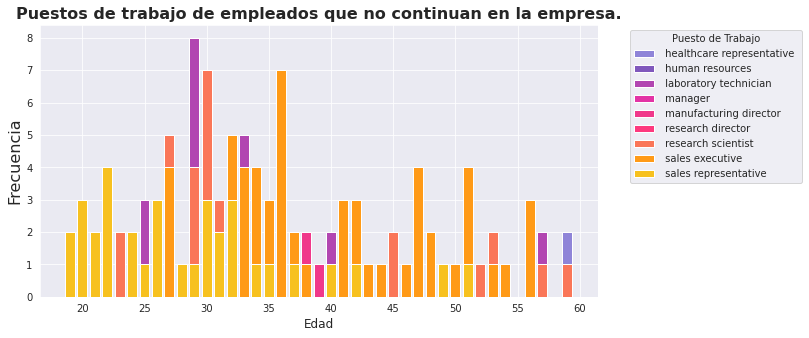 Puestos de trabajo de empleados que no continuan en la empresa.
Frecuencia
8
7
6
5
4
3
2
1
0
20 25 30 35 40 45 50 55 60
Edad
Puesto de Trabajo
healthcare representative
human resources
laboratory technician
manager
manufacturing director
research director
research scientist
sales executive
sales representative